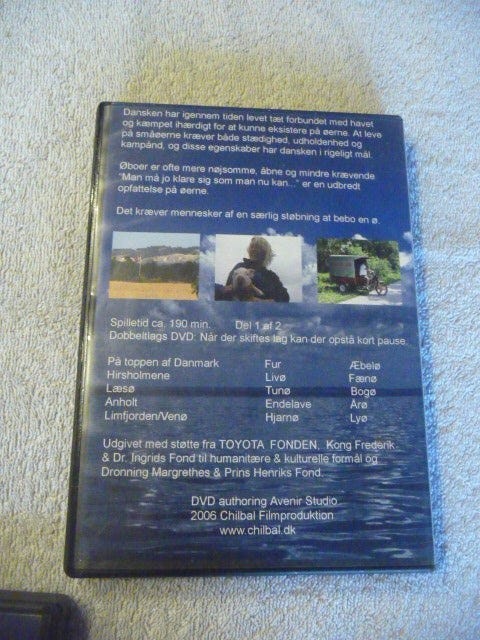 Dansken har igennem tiden levet tæt forbundet med havet
og kæmpet ihærdigt for at kunne eksistere på øerne. At leve
på småøerne kræver både stædighed, udholdenhed og
kampånd, og disse egenskaber har dansken i rigeligt mål.
Øboer er ofte mere nøjsomme, åbne og mindre krævende
"Man må jo klare sig som man nu kan..." er en udbredt
opfattelse på øerne.
Det kræver mennesker af en særlig støbning at bebo en ø.
Spilletid ca. 190 min. Del 1 af 2
Dobbeltlags DVD: Når der skiftes lag kan der opstå kort pause.
På toppen af Danmark Fur Æbelø
Hirsholmene Livø Fænø
Læsø Tunø Bogø
Anholt Endelave Årø
Limfjorden/Venø Hjarnø Lyø
Udgivet med støtte fra TOYOTA FONDEN, Kong Frederik
& Dr. Ingrids Fond til humanitære & kulturelle formål og
Dronning Margrethes & Prins Henriks Fond.
DVD authoring Avenir Studio
2006 Chilbal Filmproduktion
www.chilbal.dk